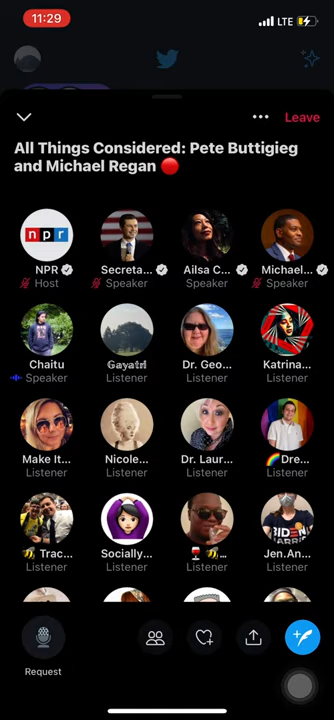 11:29
LTE
Leave
All Things Considered: Pete Buttigieg
and Michael Regan 🔴
npr
NPR Secreta... Ailsa C... Michael...
Host Speaker Speaker Speaker
Chaitu Gayatri Dr. Geo... Katrina...
Speaker Listener Listener Listener
Make It... Nicole... Dr. Laur... 🌈Dre...
Listener Listener Listener Listener
🐝 Trac... Socially... 🍷 🐝... Jen.An...
Listener Listener Listener Listener
BIDEN
Request